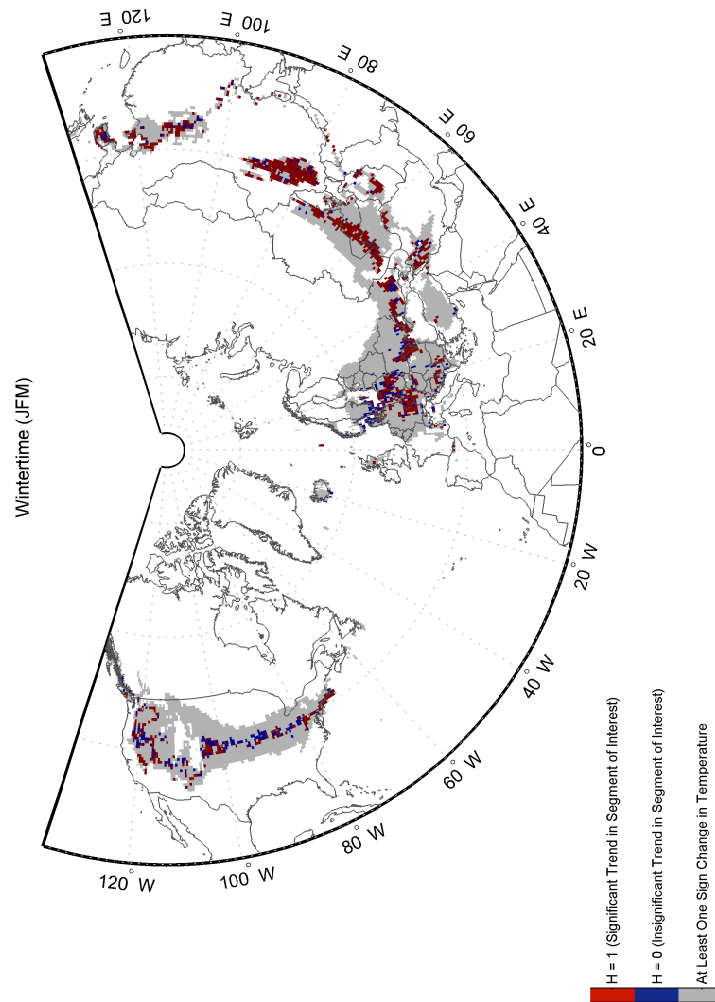 Wintertime (JFM)
120 E
100 E
80 E
60 E
40 E
20 E
0
20 W
40 W
60 W
80 W
100 W
120 W
H = 1 (Significant Trend in Segment of Interest)
H = 0 (Insignificant Trend in Segment of Interest)
At Least One Sign Change in Temperature